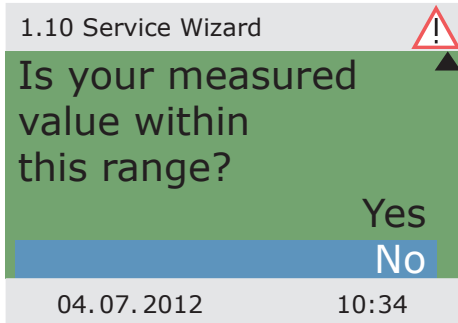 1.10 Service Wizard
!
Is your measured
value within
this range?
Yes
No
04.07.2012 10:34